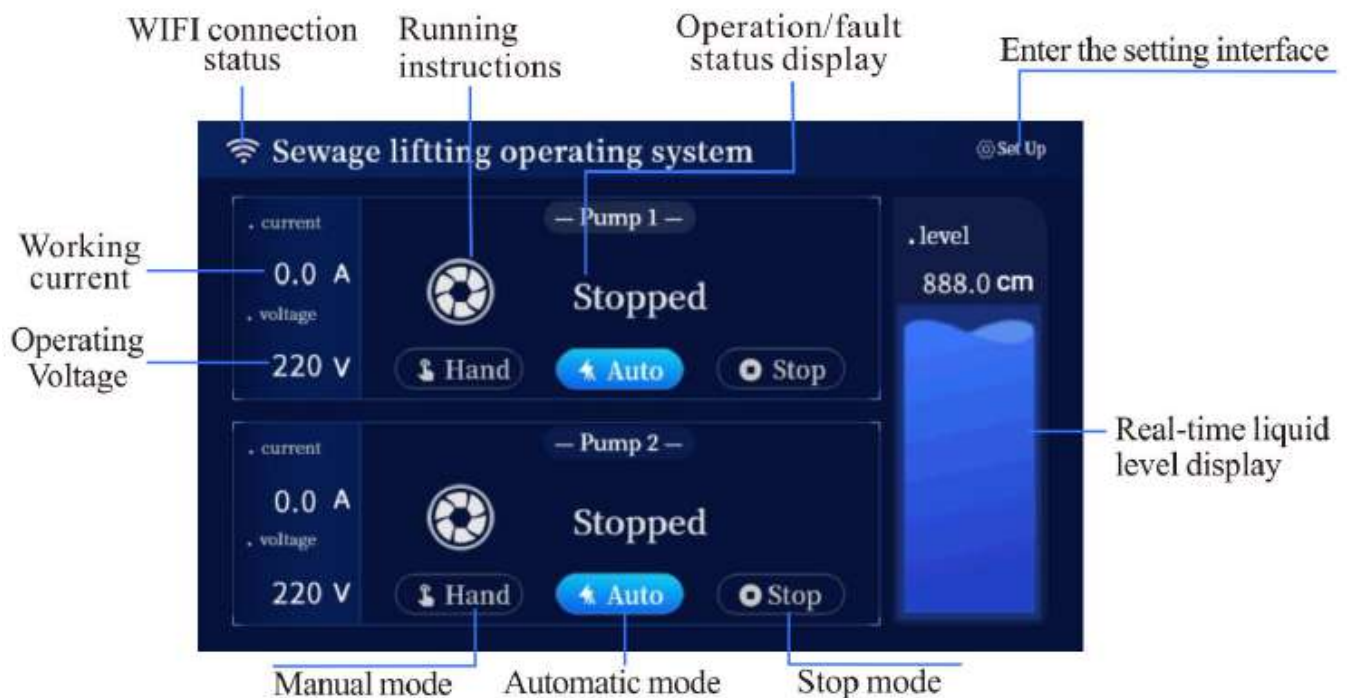 WIFI connection
status
Running
instructions
Operation/fault
status display
Enter the setting interface
Sewage liftting operating system
Set Up
. current
— Pump 1 —
. level
Working
current
0.0 A
888.0 cm
Stopped
. voltage
Operating
Voltage
220 V
Hand
Auto
Stop
. current
— Pump 2 —
Real-time liquid
level display
0.0 A
Stopped
. voltage
220 V
Hand
Auto
Stop
Manual mode
Automatic mode
Stop mode